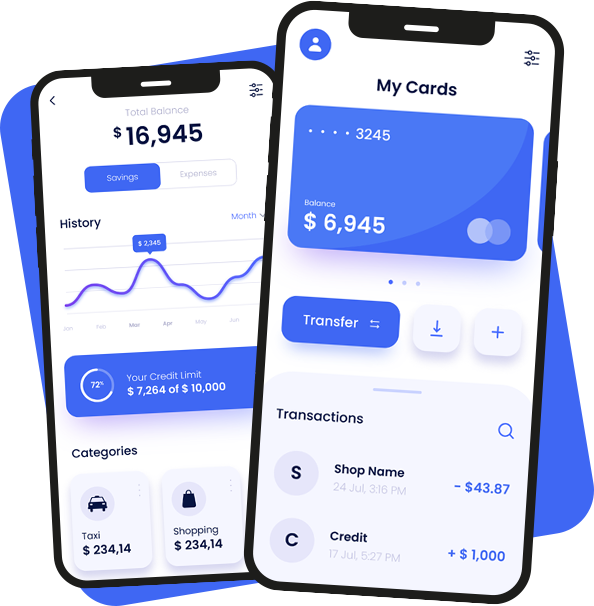 Total Balance
$ 16,945
Savings
Expenses
History
Month
$ 2,345
Jan
Feb
Mar
Apr
May
Jun
72%
Your Credit Limit
$ 7,264 of $ 10,000
Categories
Taxi
$ 234,14
Shopping
$ 234,14
My Cards
3245
Balance
$ 6,945
Transfer
Transactions
S
Shop Name
24 Jul, 3:16 PM
- $43.87
C
Credit
17 Jul, 5:27 PM
+ $ 1,000